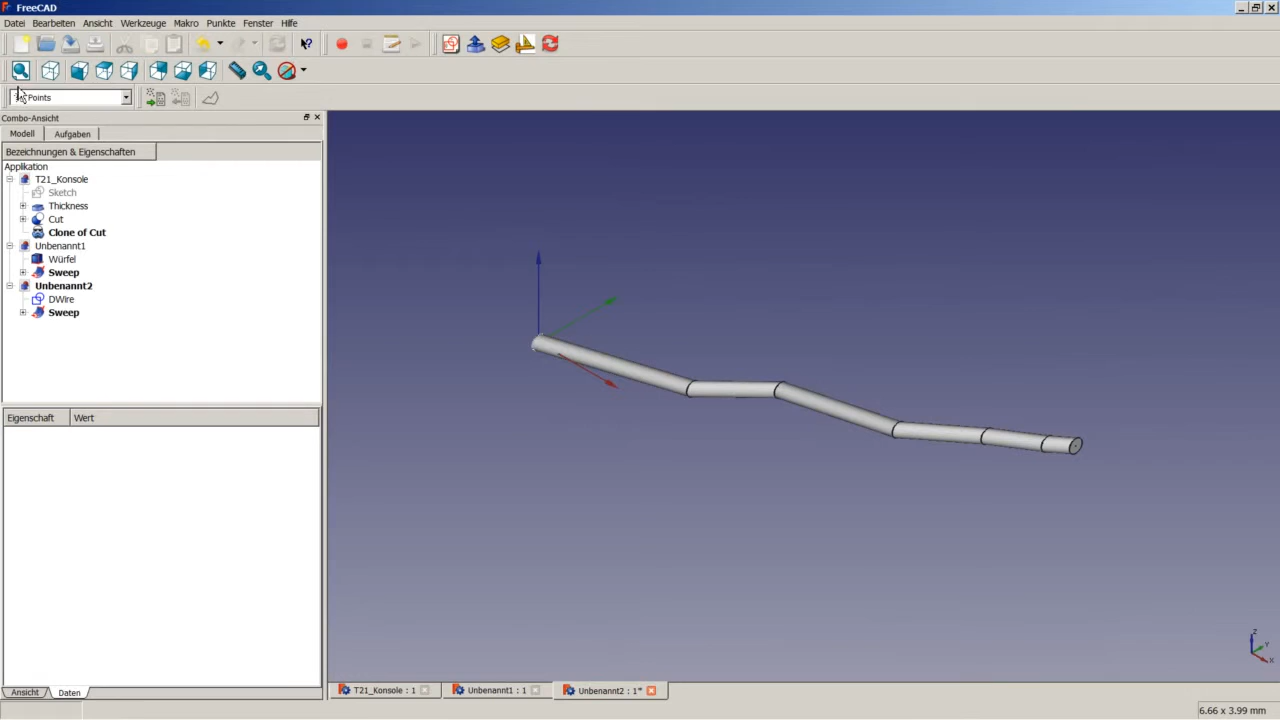 FreeCAD
Datei Bearbeiten Ansicht Werkzeuge Makro Punkte Fenster Hilfe
Points
Combo-Ansicht
Modell Aufgaben
Bezeichnungen & Eigenschaften
Applikation
T21_Konsole
Sketch
Thickness
Cut
Clone of Cut
Unbenannt1
Würfel
Sweep
Unbenannt2
DWire
Sweep
Eigenschaft Wert
Z
Y
X
Ansicht Daten
T21_Konsole : 1 Unbenannt1 : 1 Unbenannt2 : 1*
6.66 x 3.99 mm